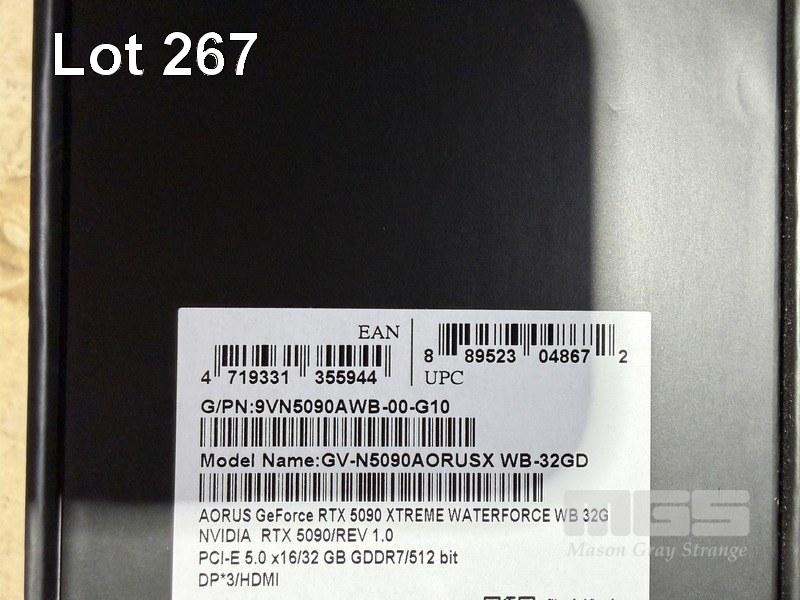 Lot 267
EAN
4 719331 355944
8 89523 04867 2
UPC
G/PN:9VN5090AWB-00-G10
Model Name:GV-N5090AORUSX WB-32GD
AORUS GeForce RTX 5090 XTREME WATERFORCE WB 32G
NVIDIA RTX 5090/REV 1.0
PCI-E 5.0 x16/32 GB GDDR7/512 bit
DP*3/HDMI
MGS
Mason Gray Strange